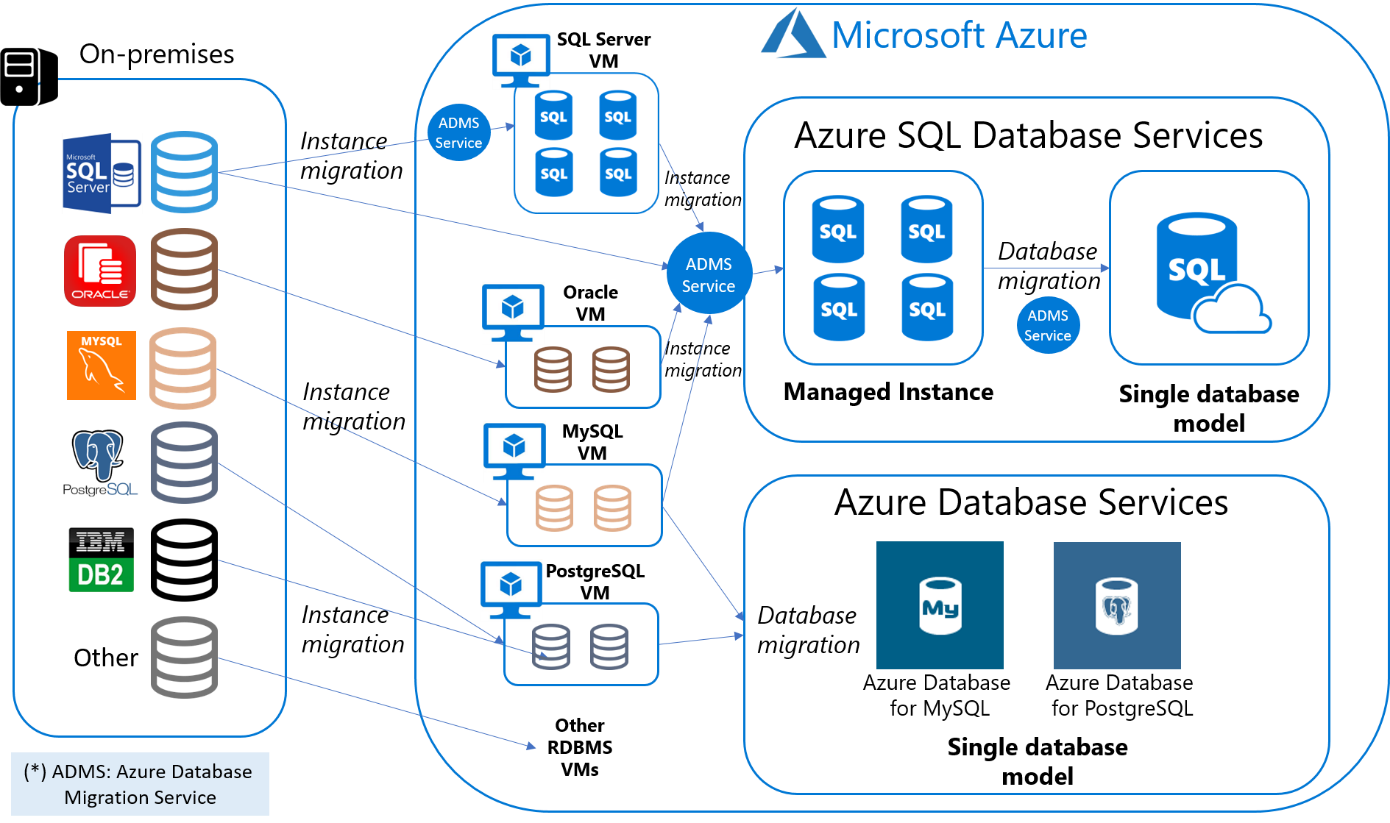 On-premises
Microsoft
SQL
Server
ORACLE
MYSQL
PostgreSQL
IBM
DB2
Other
(*) ADMS: Azure Database
Migration Service
Instance
migration
Instance
migration
Instance
migration
Microsoft Azure
ADMS
Service
SQL Server
VM
SQL
SQL
SQL
SQL
Instance
migration
ADMS
Service
Oracle
VM
Instance
migration
MySQL
VM
PostgreSQL
VM
Other
RDBMS
VMs
Azure SQL Database Services
SQL
SQL
SQL
SQL
Managed Instance
Database
migration
ADMS
Service
SQL
Single database
model
Azure Database Services
Database
migration
My
Azure Database
for MySQL
Azure Database
for PostgreSQL
Single database
model